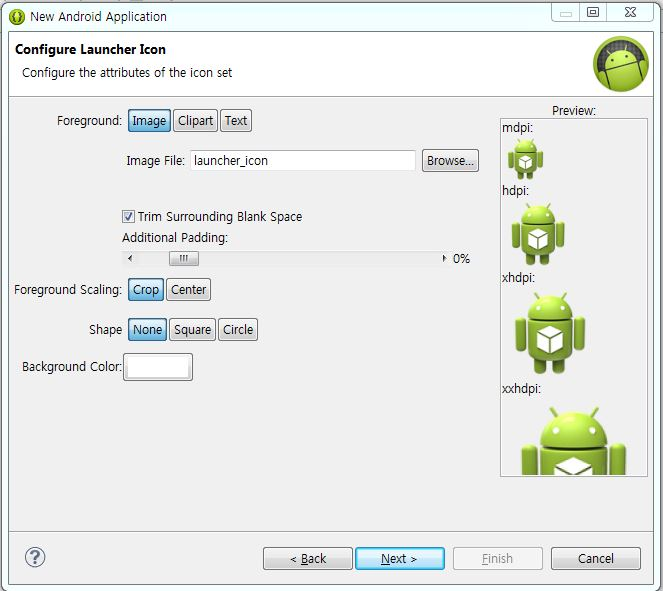 New Android Application
Configure Launcher Icon
Configure the attributes of the icon set
Foreground: Image Clipart Text
Image File: launcher_icon Browse...
Trim Surrounding Blank Space
Additional Padding:
0%
Foreground Scaling: Crop Center
Shape None Square Circle
Background Color:
Preview:
mdpi:
hdpi:
xhdpi:
xxhdpi:
? < Back Next > Finish Cancel